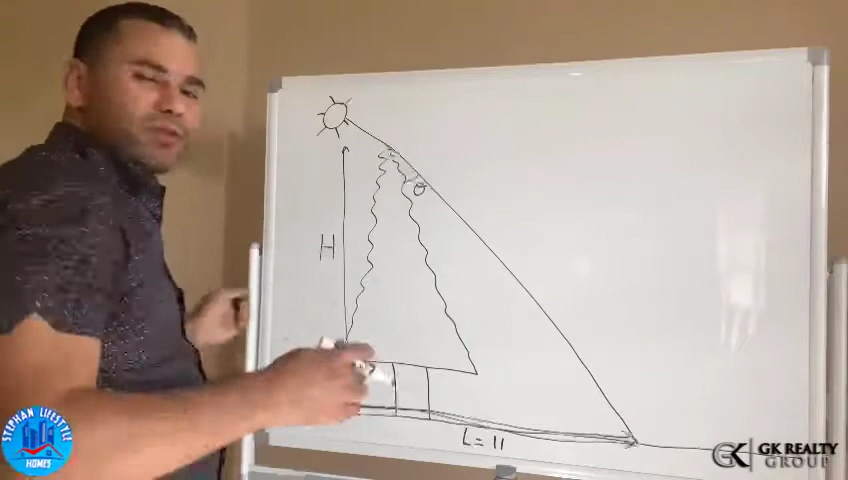 θ
H
L = 11
STEPHAN LIFESTYLE
HOMES
GK GK REALTY
GROUP